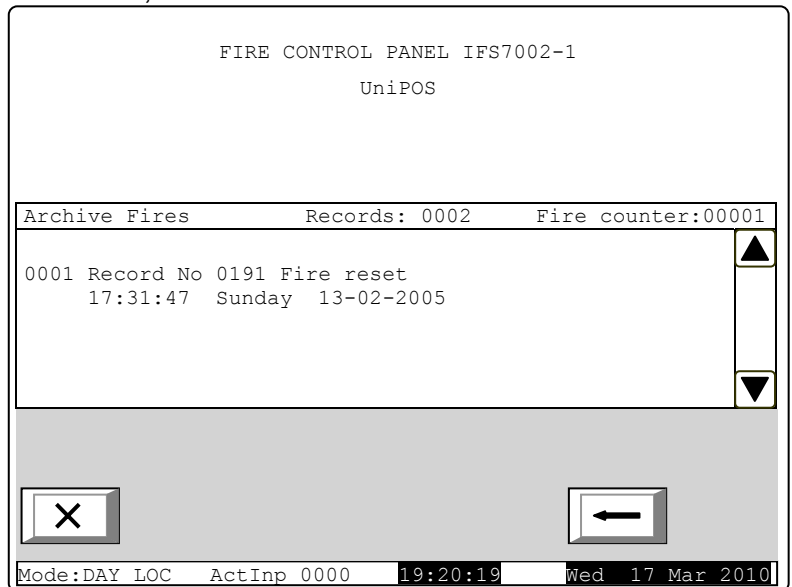 FIRE CONTROL PANEL IFS7002-1
UniPOS
Archive Fires Records: 0002 Fire counter:00001
0001 Record No 0191 Fire reset
17:31:47 Sunday 13-02-2005
Mode:DAY LOC ActInp 0000 19:20:19 Wed 17 Mar 2010